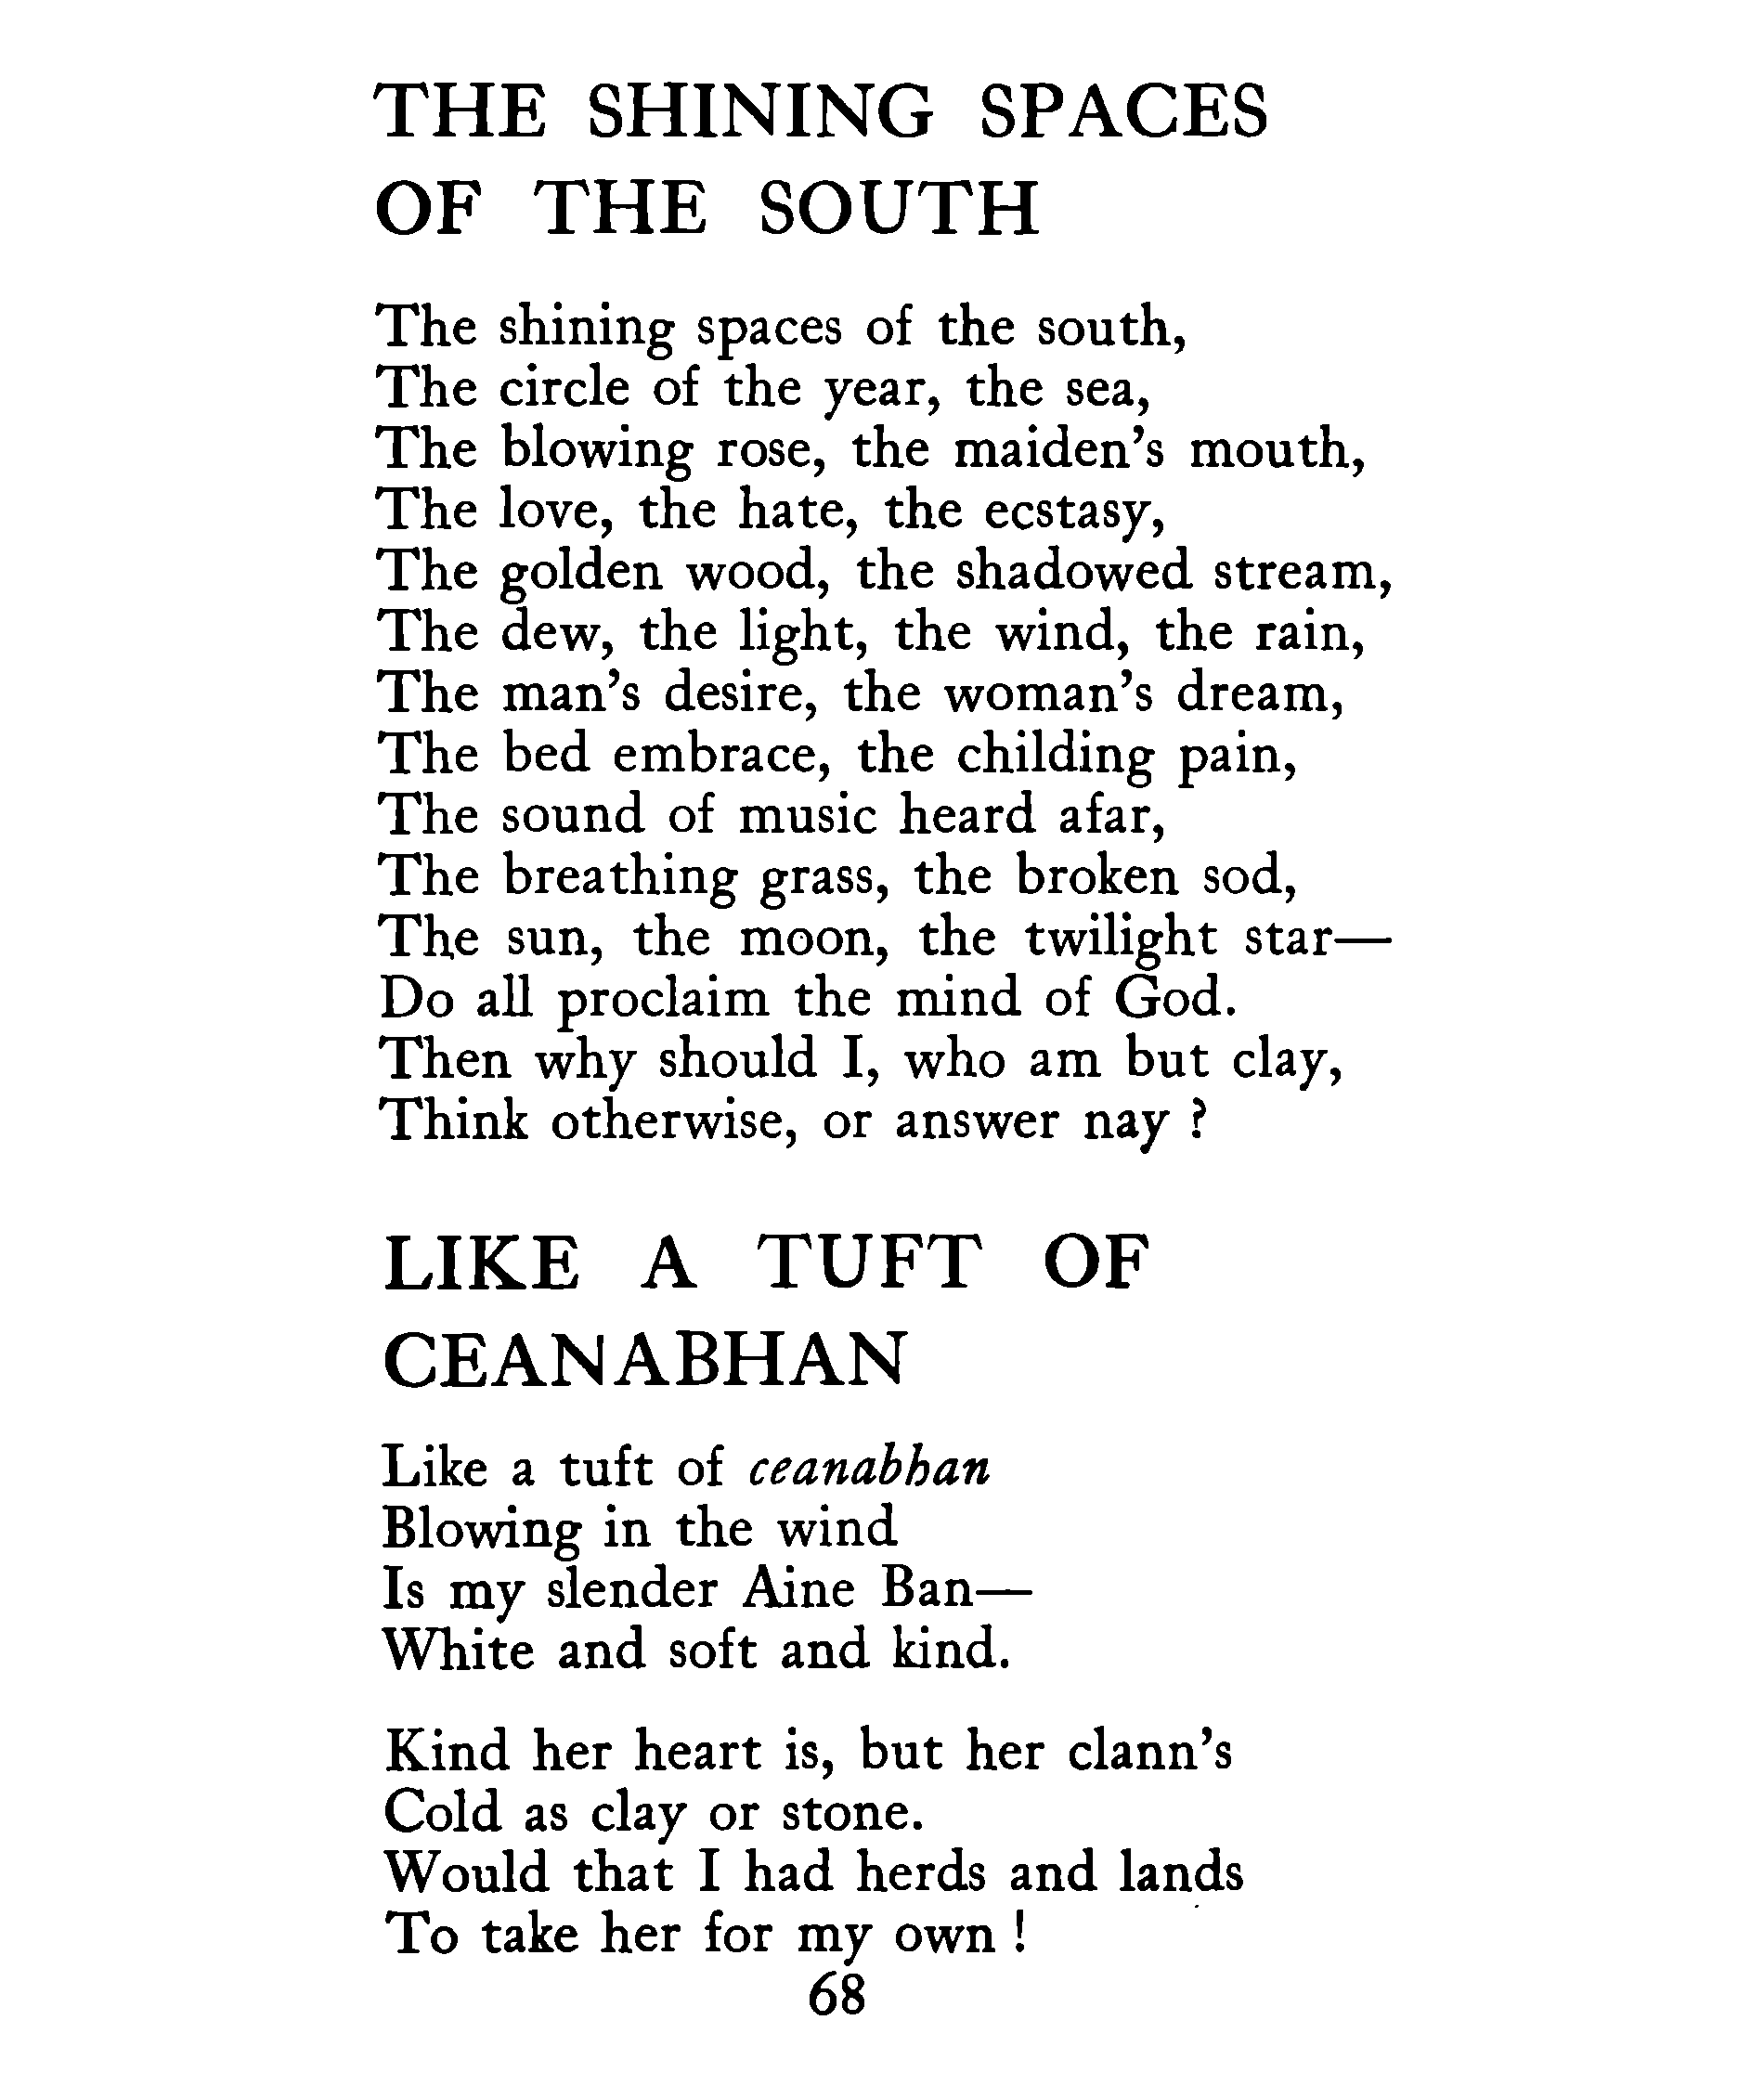 THE SHINING SPACES
OF THE SOUTH
The shining spaces of the south,
The circle of the year, the sea,
The blowing rose, the maiden’s mouth,
The love, the hate, the ecstasy,
The golden wood, the shadowed stream,
The dew, the light, the wind, the rain,
The man’s desire, the woman’s dream,
The bed embrace, the childing pain,
The sound of music heard afar,
The breathing grass, the broken sod,
The sun, the moon, the twilight star—
Do all proclaim the mind of God.
Then why should I, who am but clay,
Think otherwise, or answer nay ?
LIKE A TUFT OF
CEANABHAN
Like a tuft of ceanabhan
Blowing in the wind
Is my slender Aine Ban—
White and soft and kind.
Kind her heart is, but her clann’s
Cold as clay or stone.
Would that I had herds and lands
To take her for my own !
68